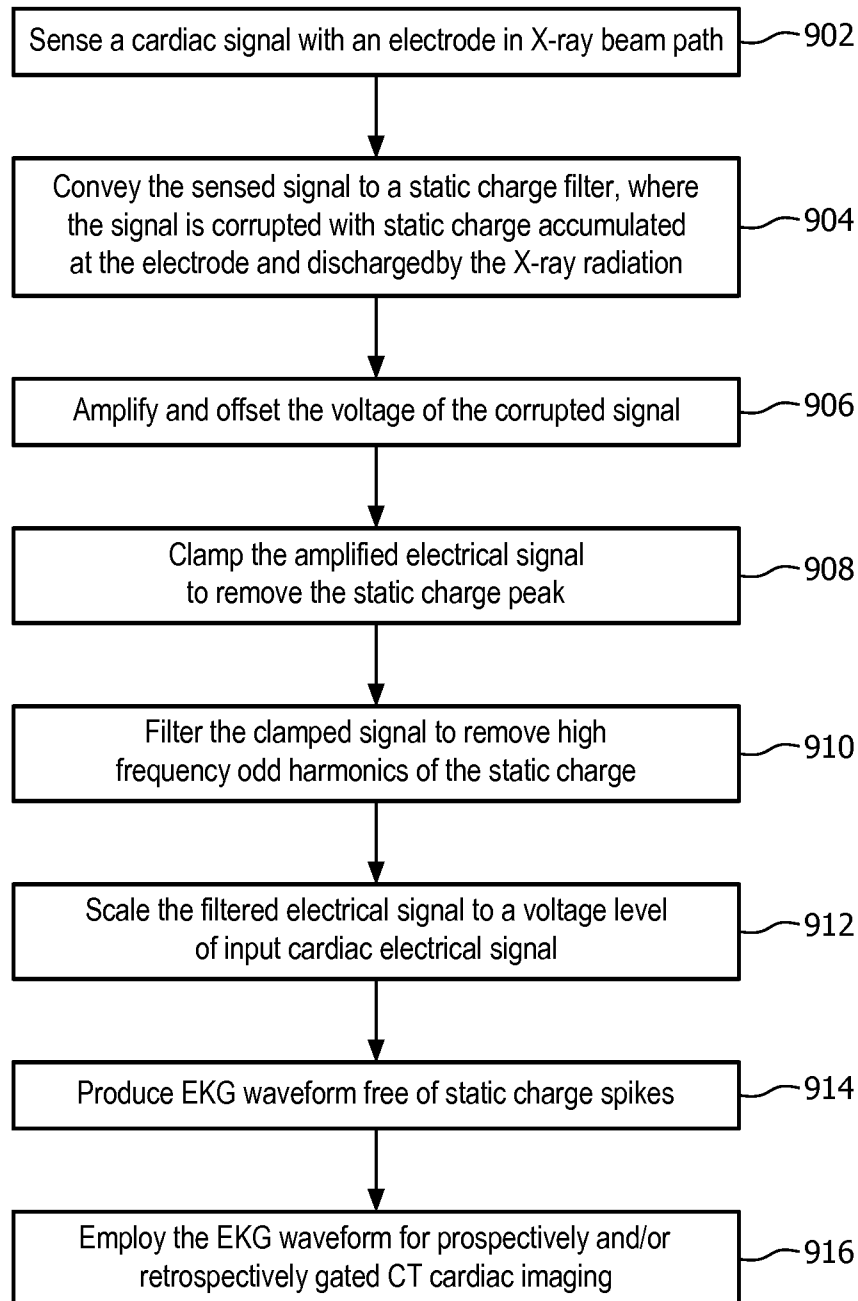 Sense a cardiac signal with an electrode in X-ray beam path
902
Convey the sensed signal to a static charge filter, where
the signal is corrupted with static charge accumulated
at the electrode and dischargedby the X-ray radiation
904
Amplify and offset the voltage of the corrupted signal
906
Clamp the amplified electrical signal
to remove the static charge peak
908
Filter the clamped signal to remove high
frequency odd harmonics of the static charge
910
Scale the filtered electrical signal to a voltage level
of input cardiac electrical signal
912
Produce EKG waveform free of static charge spikes
914
Employ the EKG waveform for prospectively and/or
retrospectively gated CT cardiac imaging
916